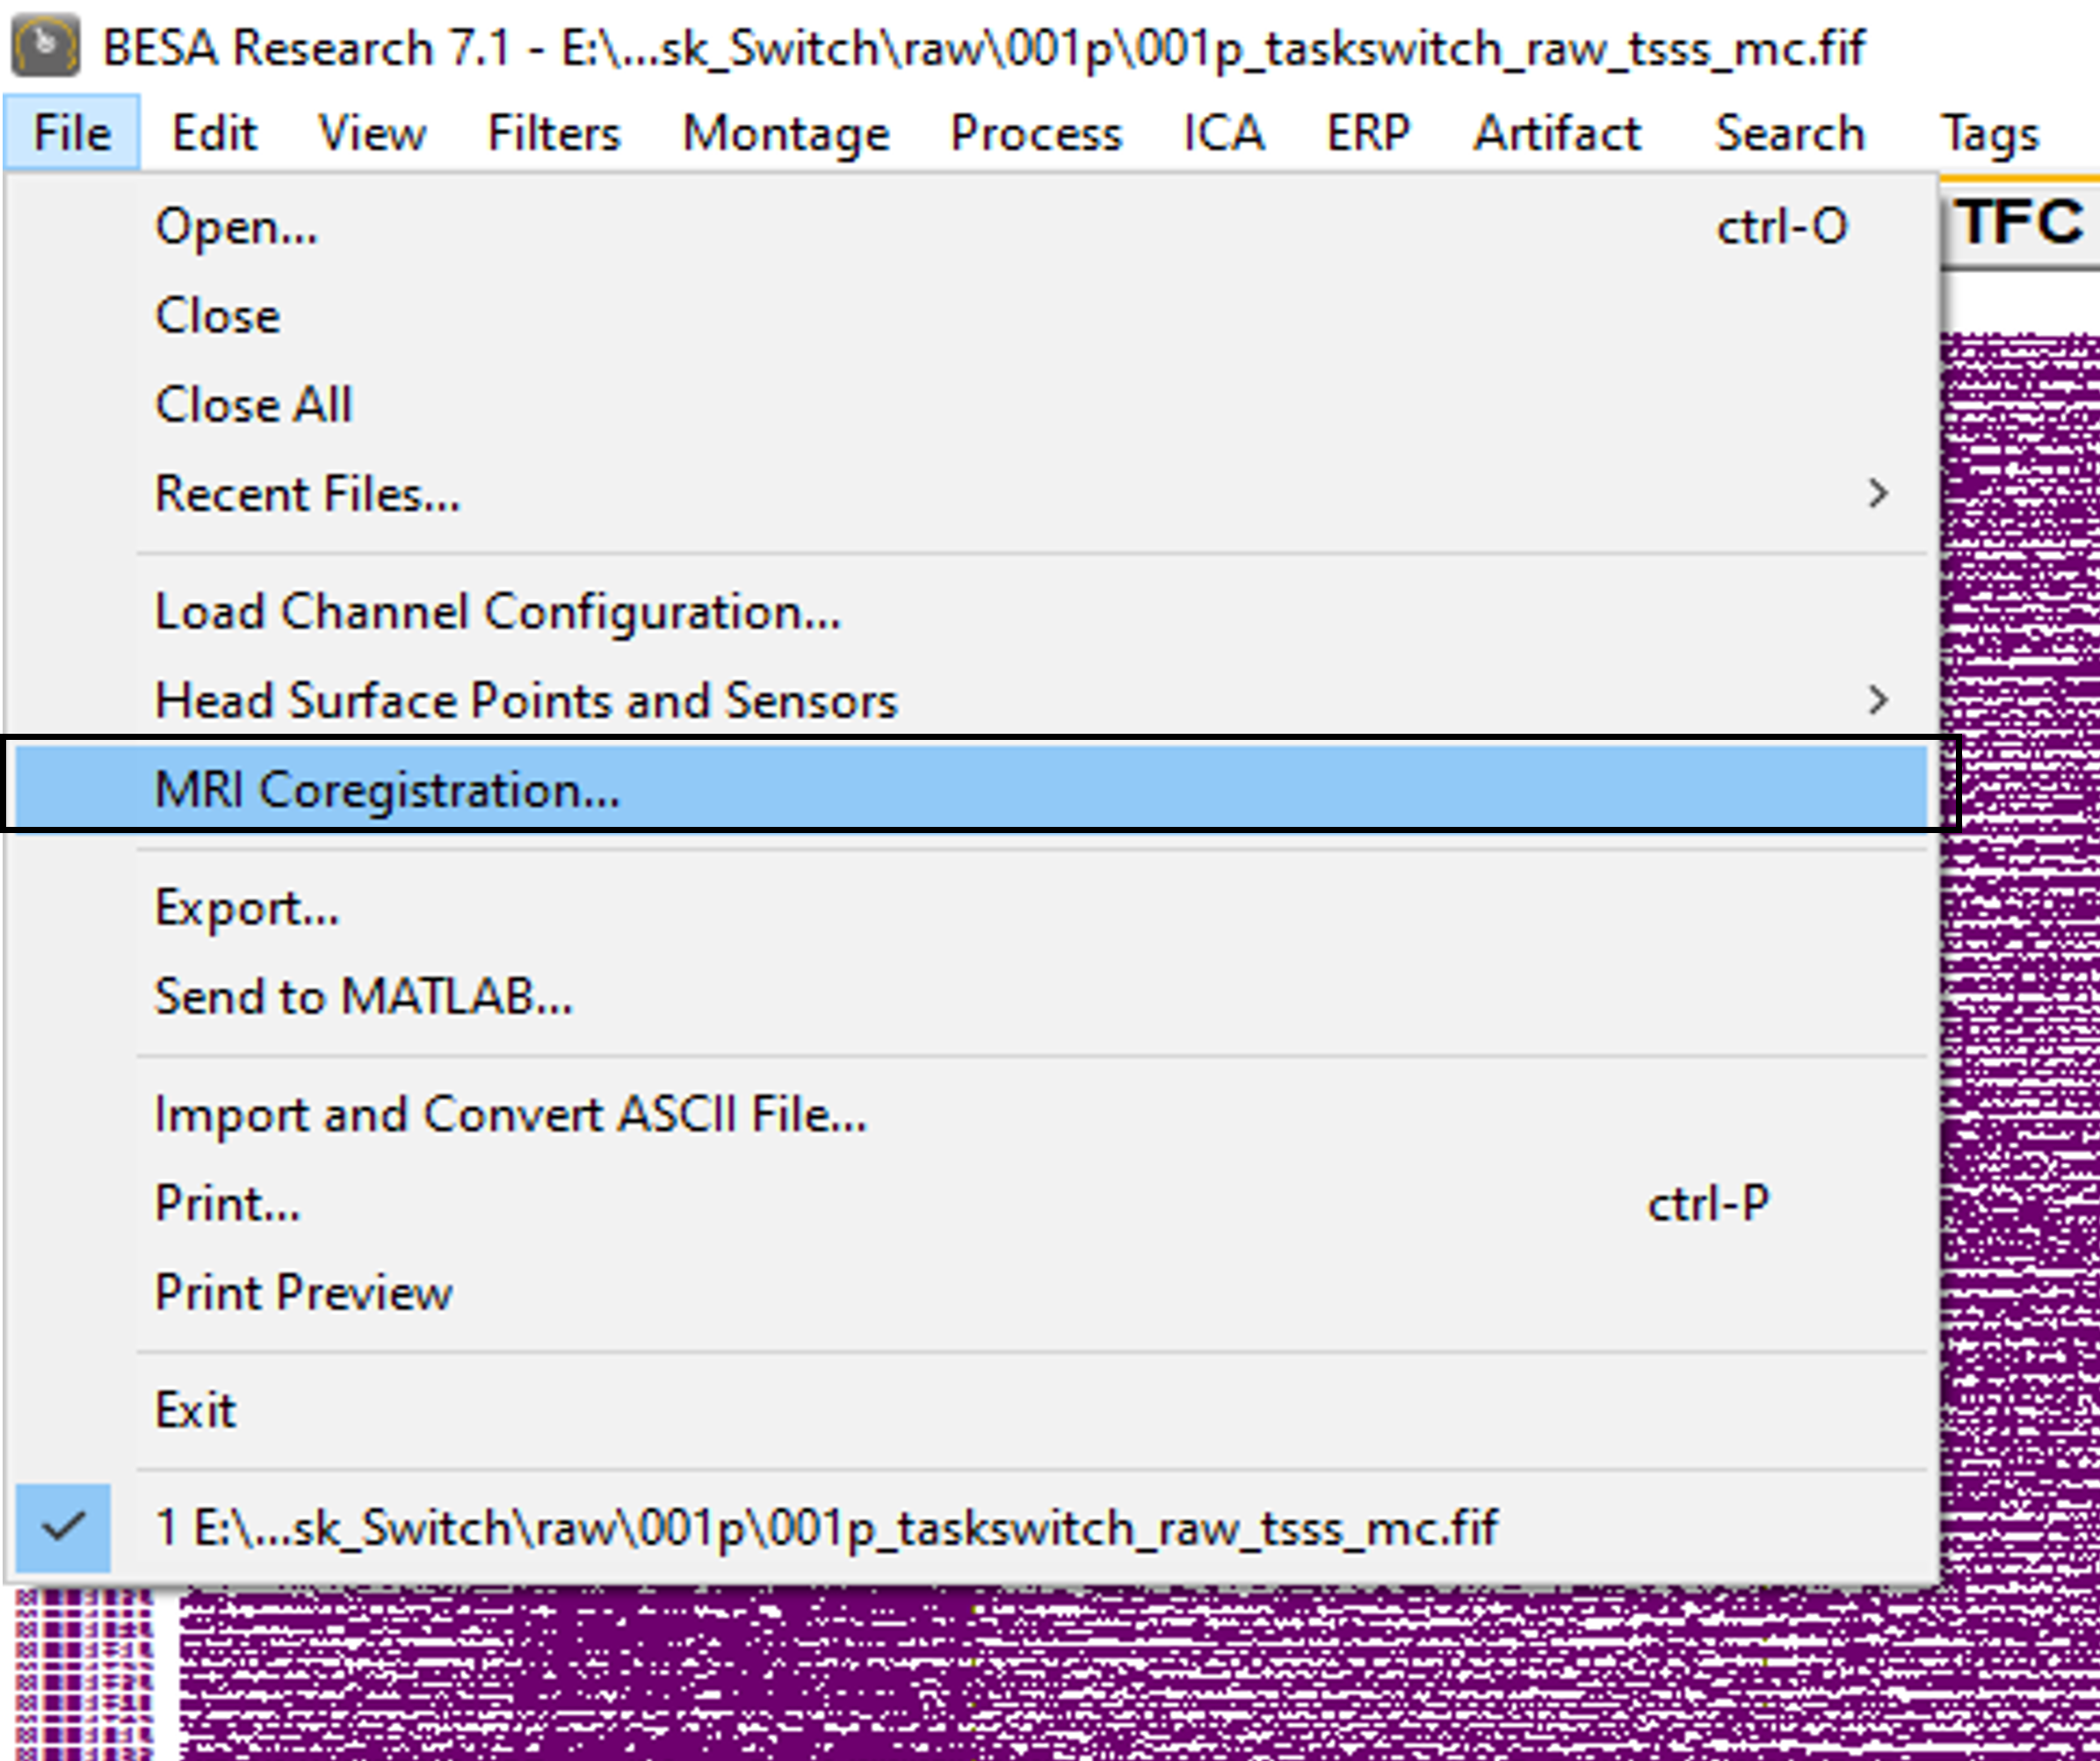 BESA Research 7.1 - E:\...sk_Switch\raw\001p\001p_taskswitch_raw_tsss_mc.fif
File Edit View Filters Montage Process ICA ERP Artifact Search Tags
TFC
Open... ctrl-O
Close
Close All
Recent Files...
Load Channel Configuration...
Head Surface Points and Sensors
MRI Coregistration...
Export...
Send to MATLAB...
Import and Convert ASCII File...
Print... ctrl-P
Print Preview
Exit
1 E:\...sk_Switch\raw\001p\001p_taskswitch_raw_tsss_mc.fif